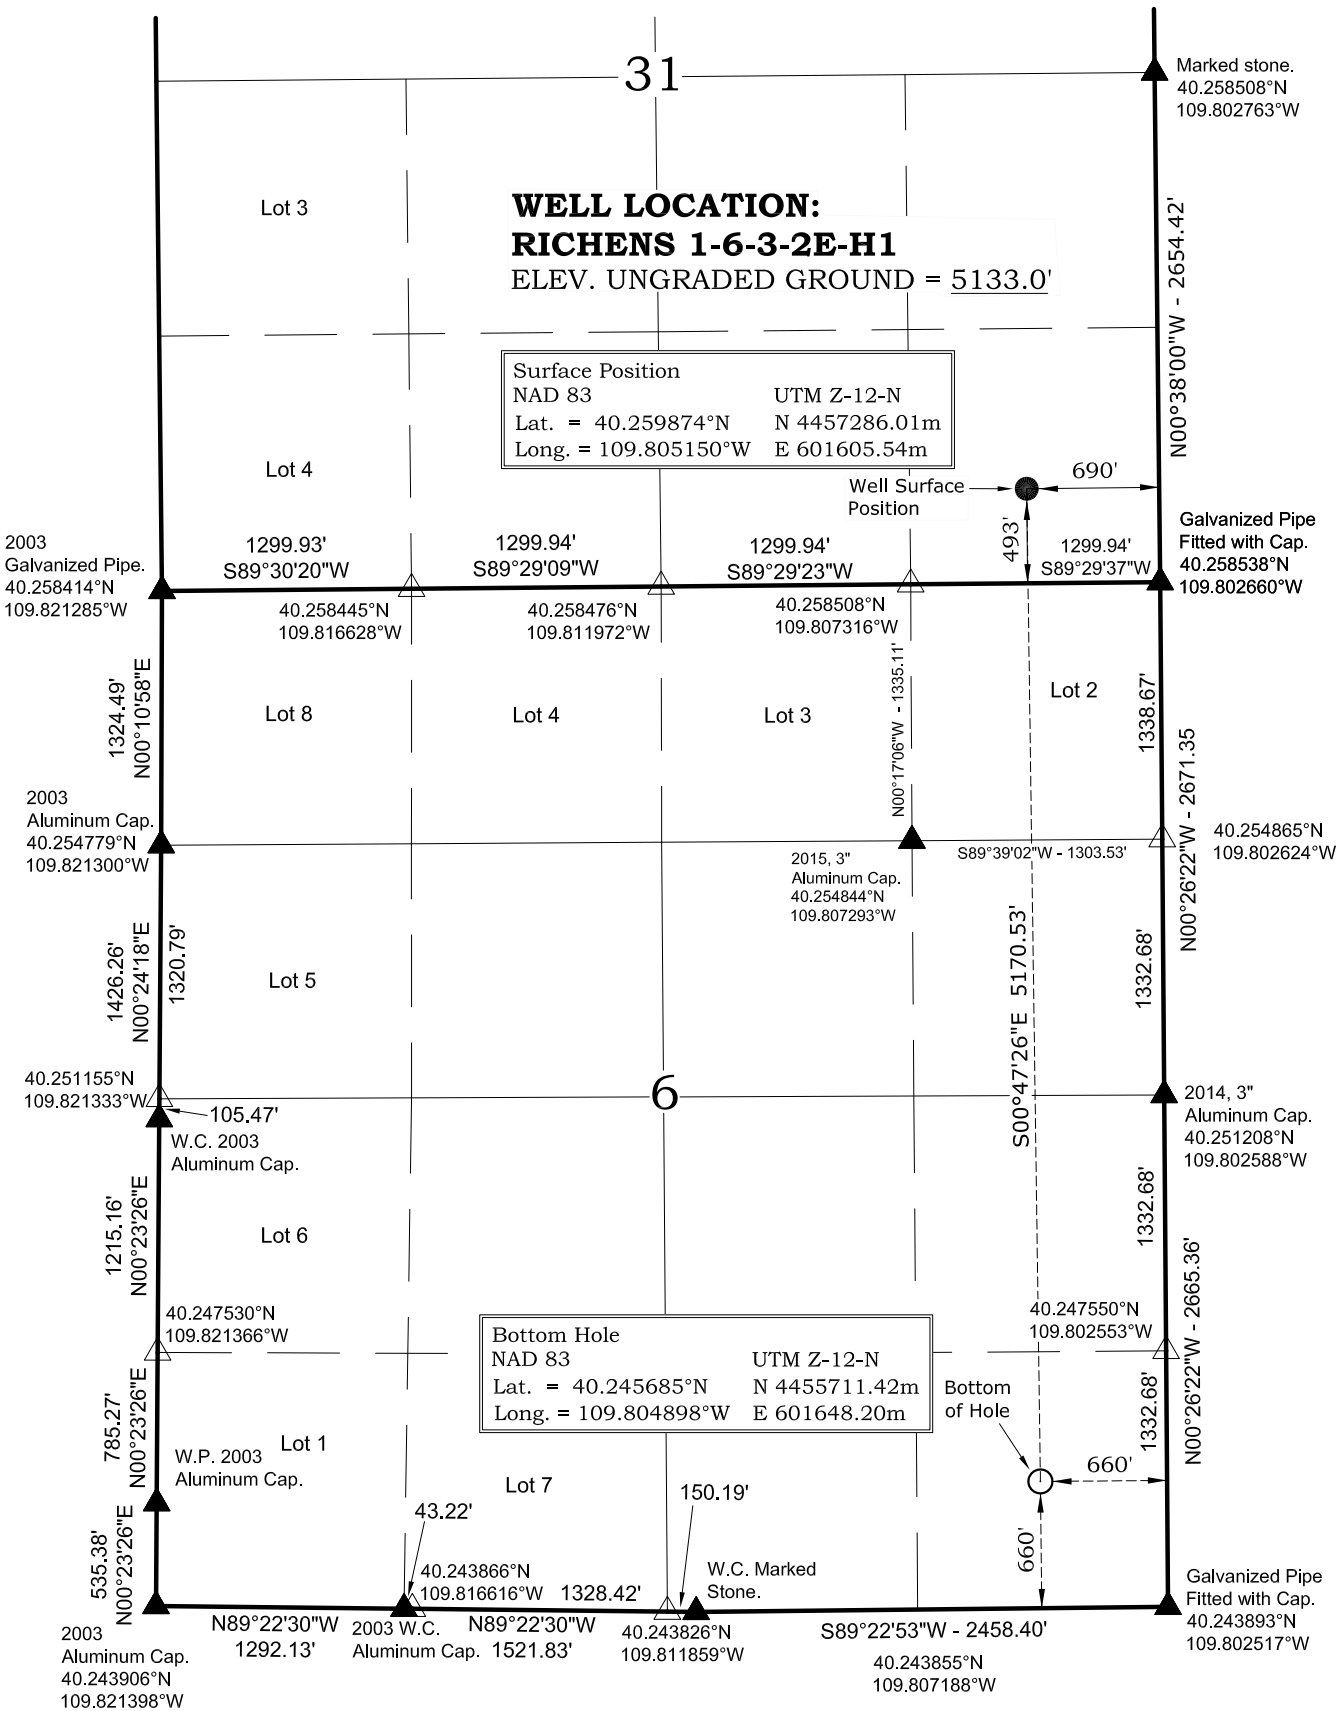 31
Marked stone.
40.258508°N
109.802763°W
Lot 3
WELL LOCATION:
RICHENS 1-6-3-2E-H1
ELEV. UNGRADED GROUND = 5133.0'
N00°38'00"W - 2654.42'
Surface Position
NAD 83 UTM Z-12-N
Lat. = 40.259874°N N 4457286.01m
Long. = 109.805150°W E 601605.54m
Lot 4
Well Surface
Position
690'
493'
2003
Galvanized Pipe.
40.258414°N
109.821285°W
1299.93'
S89°30'20"W
1299.94'
S89°29'09"W
1299.94'
S89°29'23"W
1299.94'
S89°29'37"W
Galvanized Pipe
Fitted with Cap.
40.258538°N
109.802660°W
40.258445°N
109.816628°W
40.258476°N
109.811972°W
40.258508°N
109.807316°W
1324.49'
N00°10'58"E
Lot 8
Lot 4
Lot 3
N00°17'06"W - 1335.11'
Lot 2
1338.67'
N00°26'22"W - 2671.35
2003
Aluminum Cap.
40.254779°N
109.821300°W
2015, 3"
Aluminum Cap.
40.254844°N
109.807293°W
S89°39'02"W - 1303.53'
40.254865°N
109.802624°W
1426.26'
N00°24'18"E
1320.79'
Lot 5
S00°47'26"E 5170.53'
1332.68'
40.251155°N
109.821333°W
105.47'
W.C. 2003
Aluminum Cap.
6
2014, 3"
Aluminum Cap.
40.251208°N
109.802588°W
1215.16'
N00°23'26"E
Lot 6
1332.68'
N00°26'22"W - 2665.36'
40.247530°N
109.821366°W
40.247550°N
109.802553°W
Bottom Hole
NAD 83 UTM Z-12-N
Lat. = 40.245685°N N 4455711.42m
Long. = 109.804898°W E 601648.20m
Bottom
of Hole
1332.68'
785.27'
N00°23'26"E
Lot 1
W.P. 2003
Aluminum Cap.
Lot 7
660'
660'
43.22'
150.19'
535.38'
N00°23'26"E
40.243866°N
109.816616°W
1328.42'
W.C. Marked
Stone.
Galvanized Pipe
Fitted with Cap.
40.243893°N
109.802517°W
2003
Aluminum Cap.
40.243906°N
109.821398°W
N89°22'30"W
1292.13'
2003 W.C.
Aluminum Cap.
N89°22'30"W
1521.83'
40.243826°N
109.811859°W
S89°22'53"W - 2458.40'
40.243855°N
109.807188°W